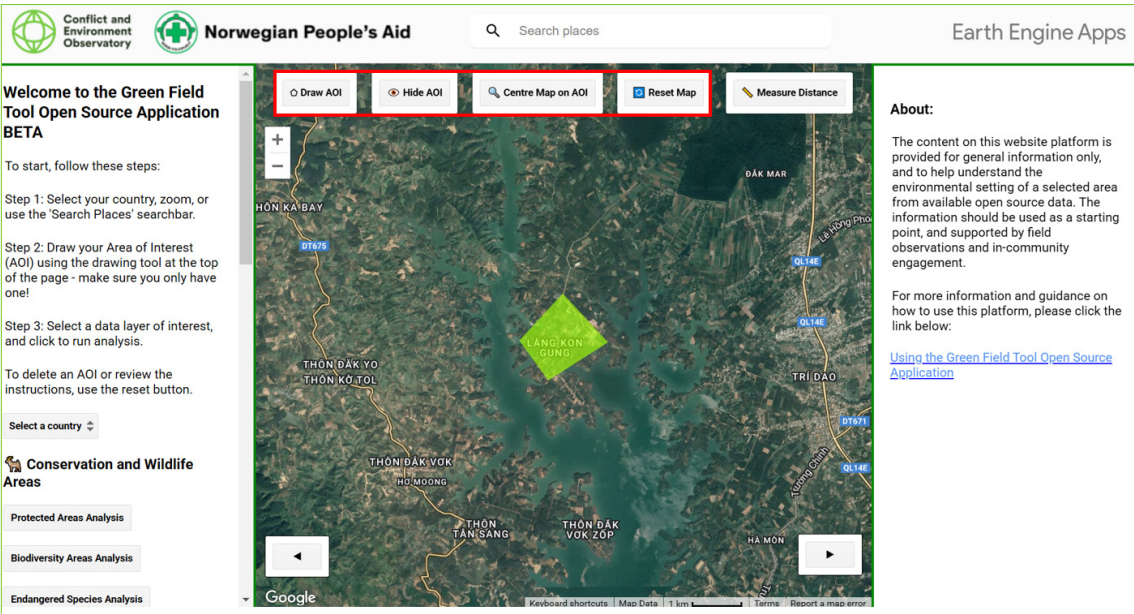 Conflict and
Environment
Observatory
Norwegian People's Aid
Search places
Earth Engine Apps
Welcome to the Green Field
Tool Open Source Application
BETA
To start, follow these steps:
Step 1: Select your country, zoom, or
use the 'Search Places' searchbar.
Step 2: Draw your Area of Interest
(AOI) using the drawing tool at the top
of the page - make sure you only have
one!
Step 3: Select a data layer of interest,
and click to run analysis.
To delete an AOI or review the
instructions, use the reset button.
Select a country
Conservation and Wildlife
Areas
Protected Areas Analysis
Biodiversity Areas Analysis
Endangered Species Analysis
Draw AOI
Hide AOI
Centre Map on AOI
Reset Map
Measure Distance
+
−
ĐĂK MAR
HÔN KA BAY
Lê Hồng Pho
DT675
QL14E
QL14E
LÀNG KON
GUNG
THÔN ĐĂK YO
THÔN KỜ TOL
TRÍ ĐẠO
DT671
THÔN ĐĂK VƠK
HƠ MOONG
Trường Chinh
QL14E
THÔN
TÂN SANG
THÔN ĐĂK
VƠK ZỐP
HÀ MÒN
Google
Keyboard shortcuts
Map Data
1 km
Terms
Report a map error
About:
The content on this website platform is
provided for general information only,
and to help understand the
environmental setting of a selected area
from available open source data. The
information should be used as a starting
point, and supported by field
observations and in-community
engagement.
For more information and guidance on
how to use this platform, please click the
link below:
Using the Green Field Tool Open Source
Application